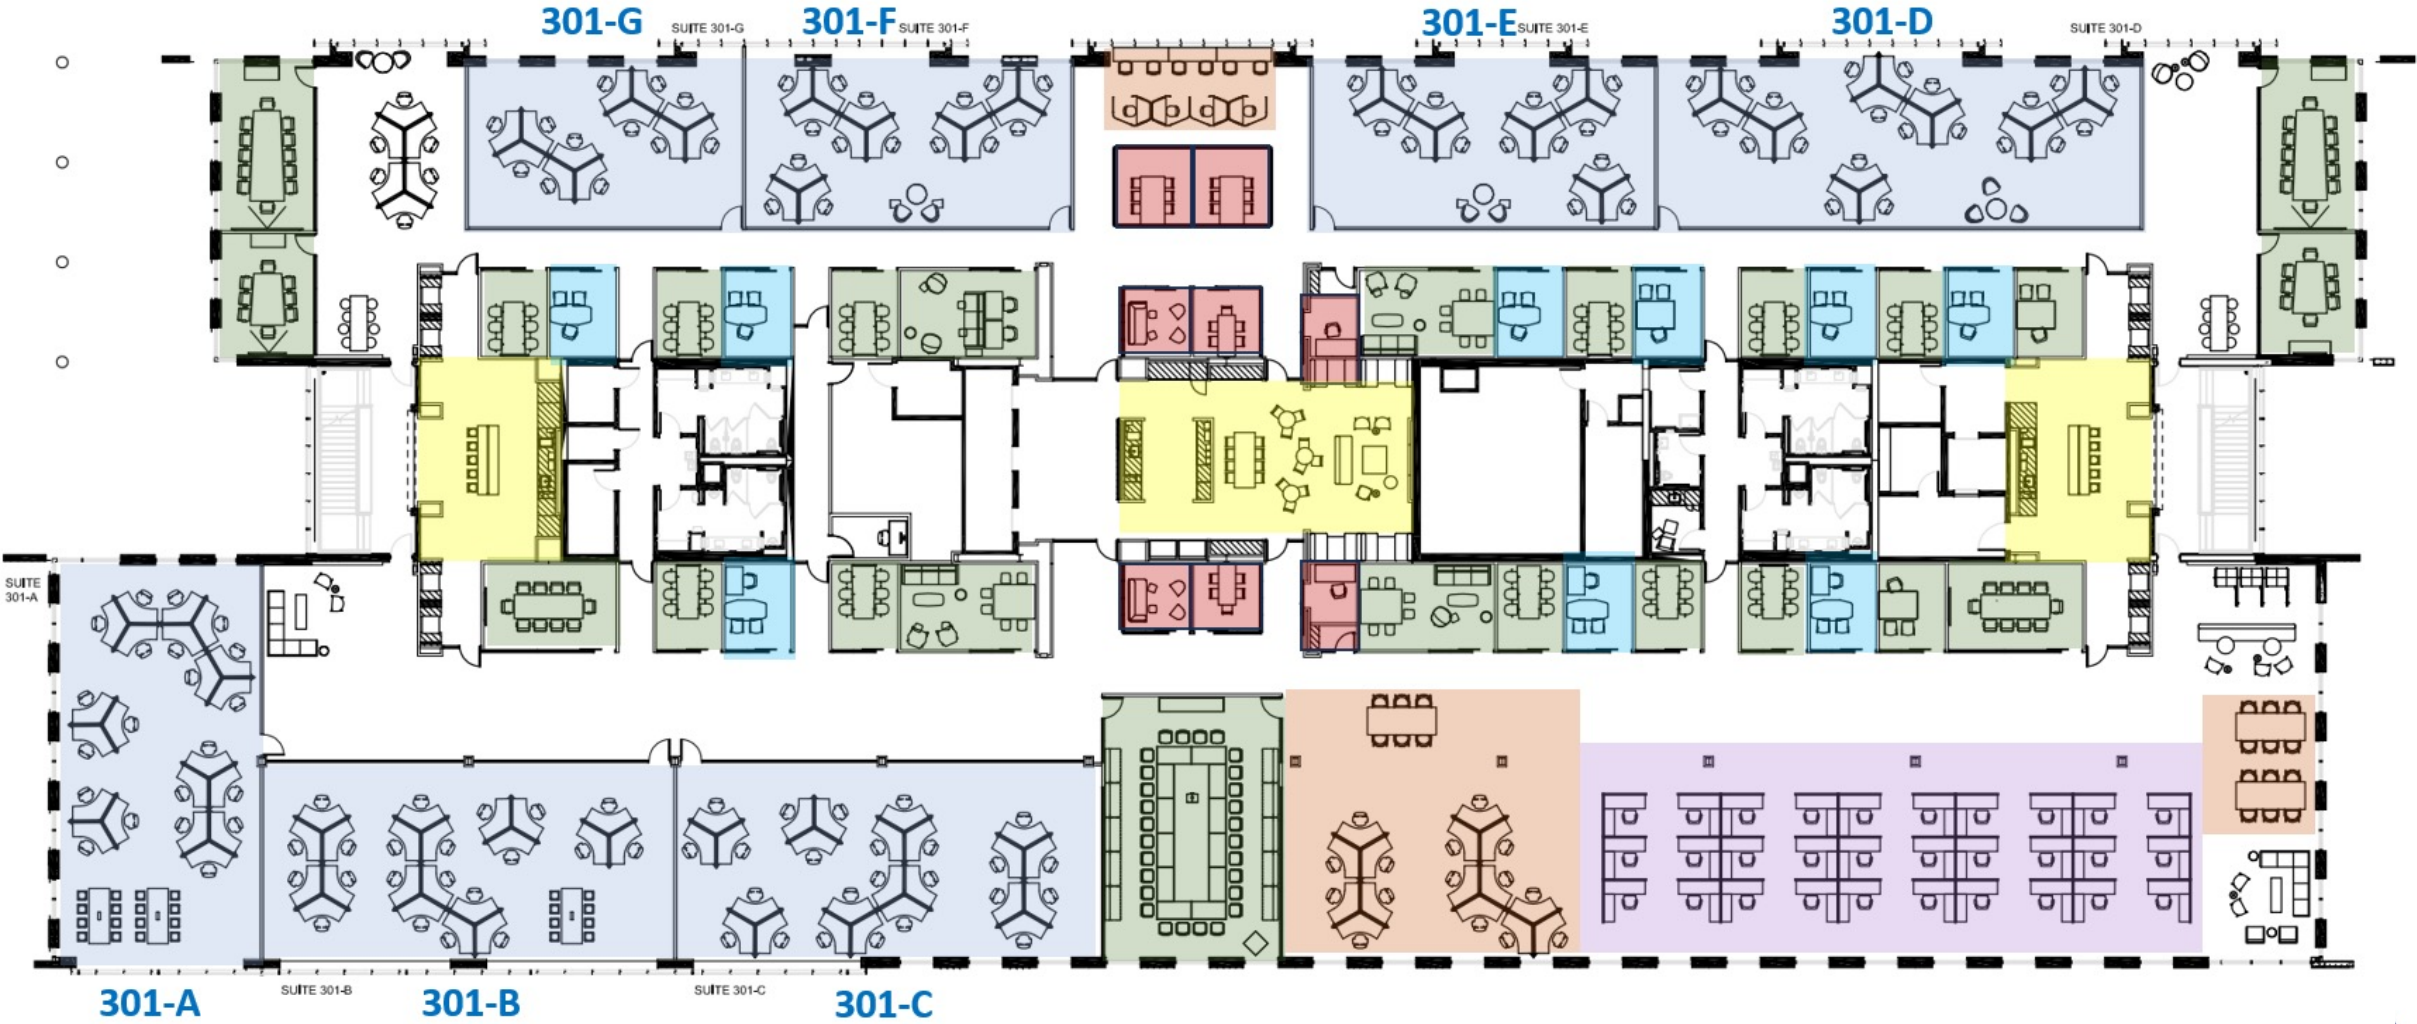 301-G
SUITE 301-G
301-F
SUITE 301-F
301-E
SUITE 301-E
301-D
SUITE 301-D
SUITE
301-A
SUITE 301-B
SUITE 301-C
301-A
301-B
301-C